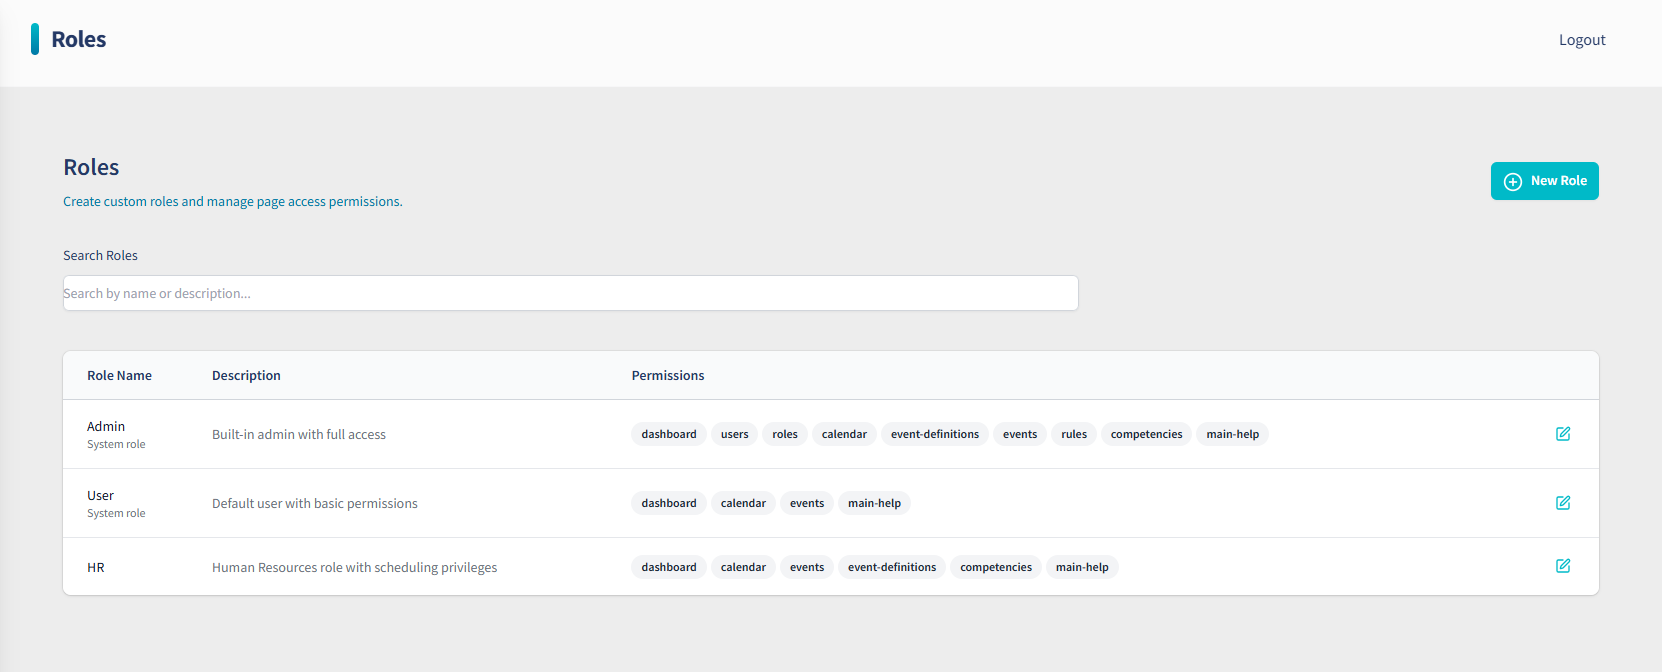 Roles
Logout
Roles
Create custom roles and manage page access permissions.
New Role
Search Roles
Search by name or description...
Role Name Description Permissions
Admin
System role
Built-in admin with full access
dashboard users roles calendar event-definitions events rules competencies main-help
User
System role
Default user with basic permissions
dashboard calendar events main-help
HR
Human Resources role with scheduling privileges
dashboard calendar events event-definitions competencies main-help